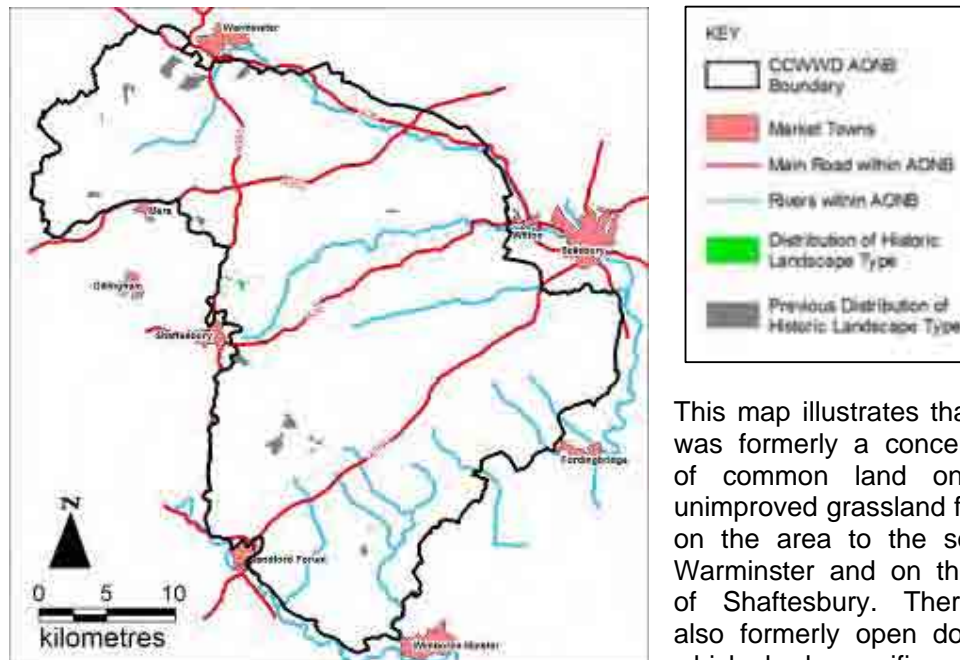 Warminster
Mere
Wilton
Salisbury
Gillingham
Shaftesbury
Fordingbridge
Blandford Forum
Wimborne Minster
N
0 5 10
kilometres
KEY
CCWWD AONB
Boundary
Market Towns
Main Road within AONB
Rivers within AONB
Distribution of Historic
Landscape Type
Previous Distribution of
Historic Landscape Type
This map illustrates tha
was formerly a conce
of common land on
unimproved grassland f
on the area to the so
Warminster and on th
of Shaftesbury. Ther
also formerly open do